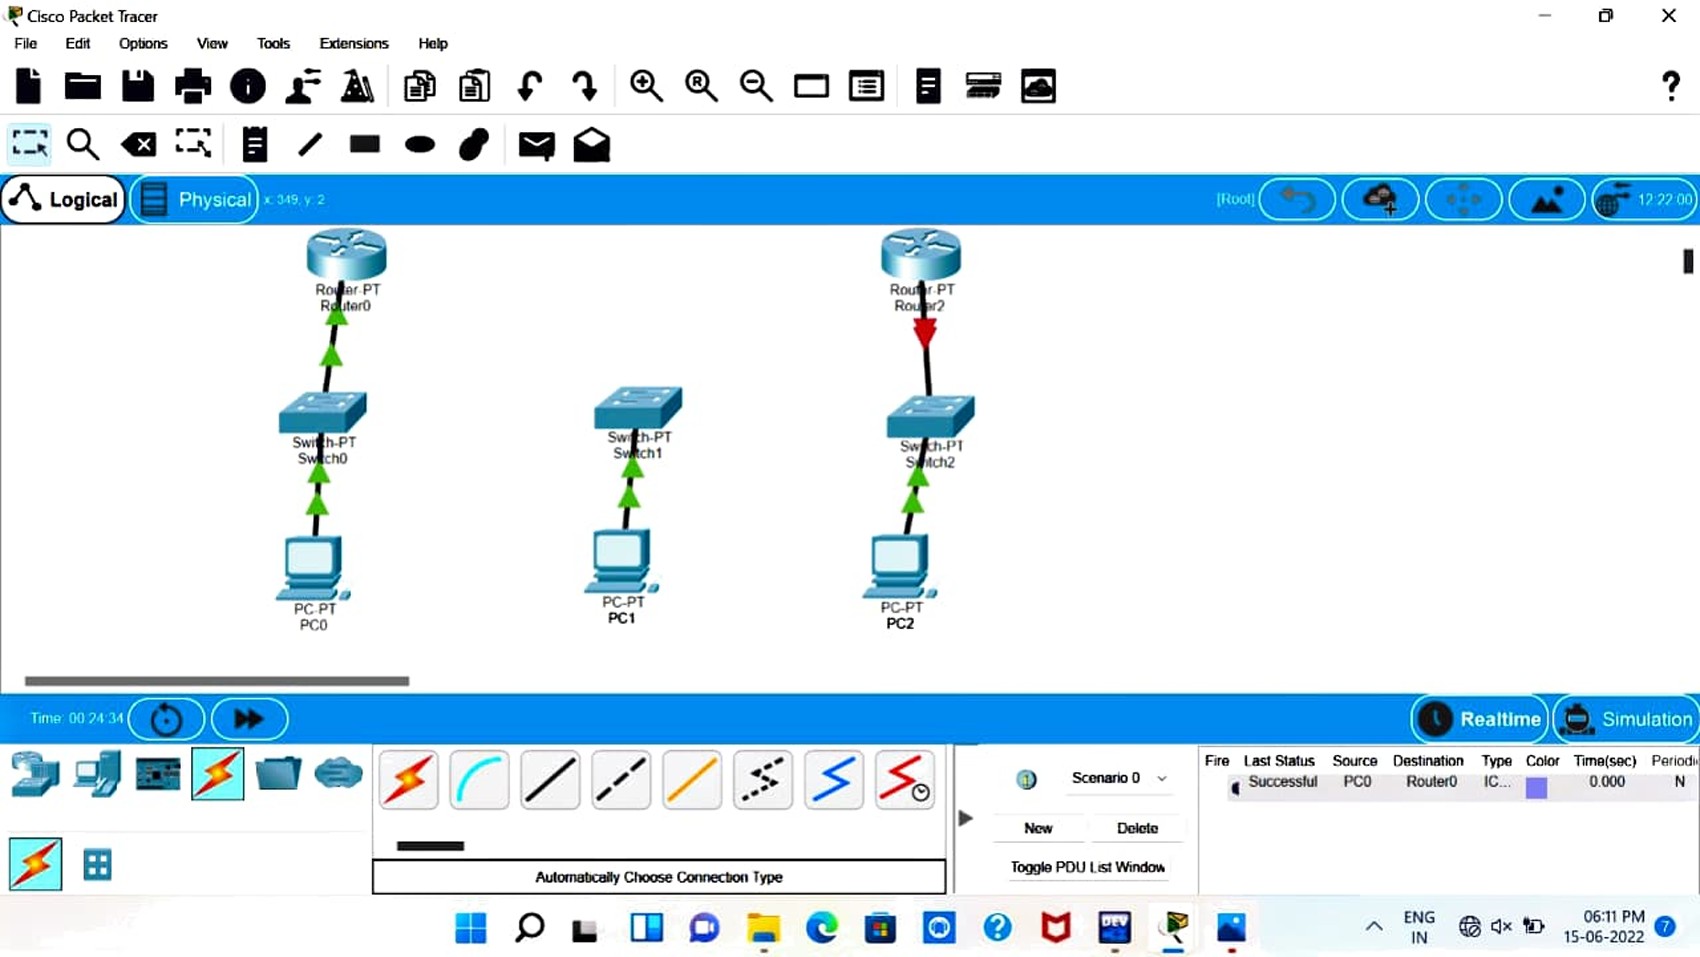 Cisco Packet Tracer
File Edit Options View Tools Extensions Help
Logical Physical x: 349, y: 2 [Root] 12:22:00
Router-PT
Router0
Router-PT
Router2
Switch-PT
Switch0
Switch-PT
Switch1
Switch-PT
Switch2
PC-PT
PC0
PC-PT
PC1
PC-PT
PC2
Time: 00:24:34 Realtime Simulation
Scenario 0
New Delete
Toggle PDU List Window
Automatically Choose Connection Type
Fire Last Status Source Destination Type Color Time(sec) Periodi
Successful PC0 Router0 IC... 0.000 N
DEV
ENG
IN
06:11 PM
15-06-2022
7